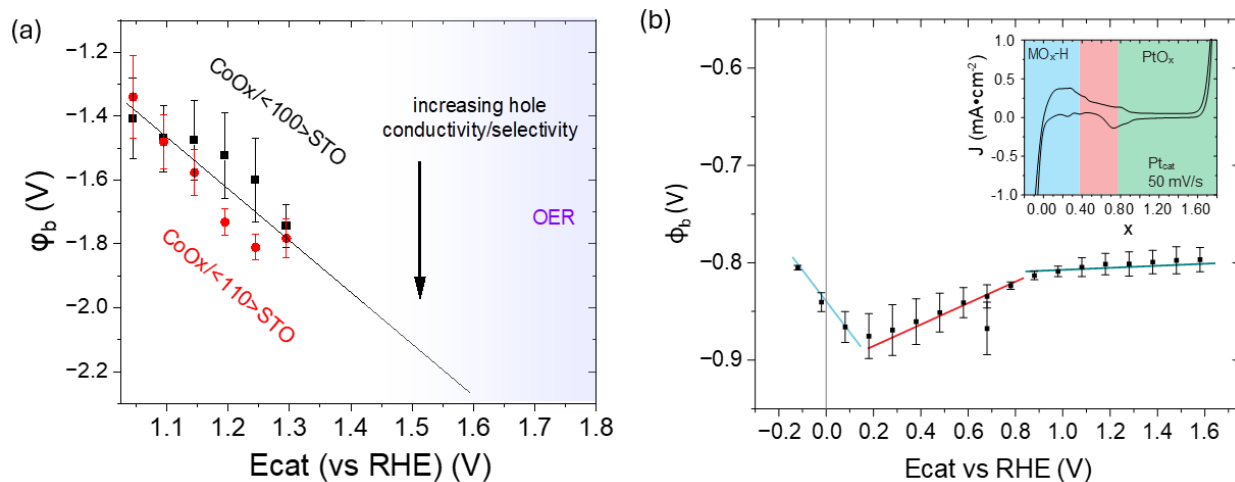 (a)
−1.2
−1.4
−1.6
−1.8
−2.0
−2.2
φb (V)
CoOx/<100>STO
CoOx/<110>STO
increasing hole
conductivity/selectivity
OER
1.1 1.2 1.3 1.4 1.5 1.6 1.7 1.8
Ecat (vs RHE) (V)
(b)
−0.6
−0.7
−0.8
−0.9
ϕb (V)
1.0
0.5
0.0
-0.5
-1.0
J (mA•cm⁻²)
MOx-H
PtOx
Ptcat
50 mV/s
0.00 0.40 0.80 1.20 1.60
x
−0.2 0.0 0.2 0.4 0.6 0.8 1.0 1.2 1.4 1.6
Ecat vs RHE (V)